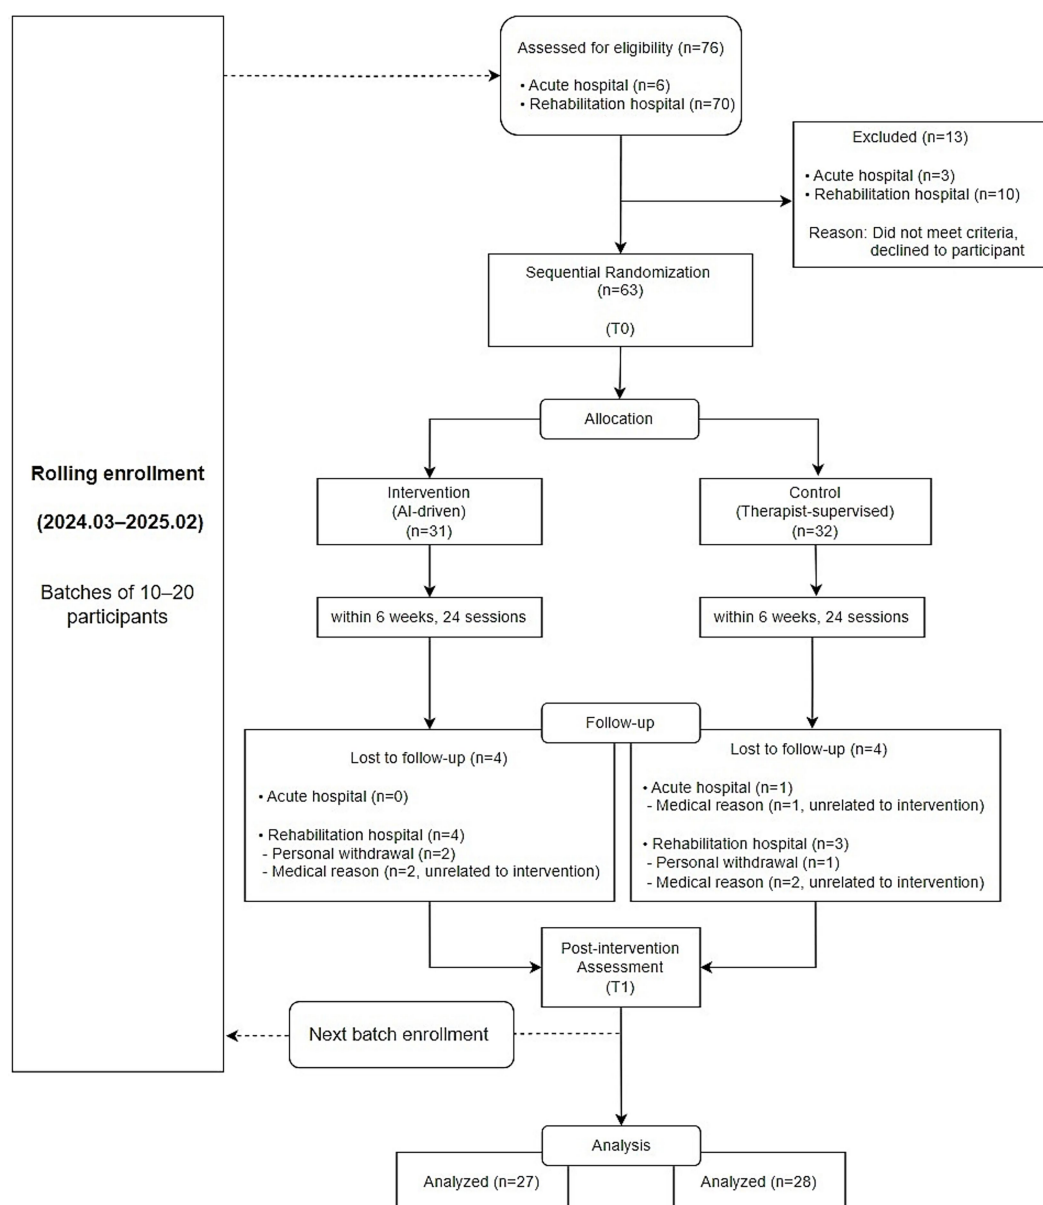 Assessed for eligibility (n=76)
• Acute hospital (n=6)
• Rehabilitation hospital (n=70)
Excluded (n=13)
• Acute hospital (n=3)
• Rehabilitation hospital (n=10)
Reason: Did not meet criteria,
declined to participant
Sequential Randomization
(n=63)
(T0)
Allocation
Rolling enrollment
(2024.03–2025.02)
Batches of 10–20
participants
Intervention
(AI-driven)
(n=31)
Control
(Therapist-supervised)
(n=32)
within 6 weeks, 24 sessions
within 6 weeks, 24 sessions
Follow-up
Lost to follow-up (n=4)
• Acute hospital (n=0)
• Rehabilitation hospital (n=4)
- Personal withdrawal (n=2)
- Medical reason (n=2, unrelated to intervention)
Lost to follow-up (n=4)
• Acute hospital (n=1)
- Medical reason (n=1, unrelated to intervention)
• Rehabilitation hospital (n=3)
- Personal withdrawal (n=1)
- Medical reason (n=2, unrelated to intervention)
Post-intervention
Assessment
(T1)
Next batch enrollment
Analysis
Analyzed (n=27)
Analyzed (n=28)